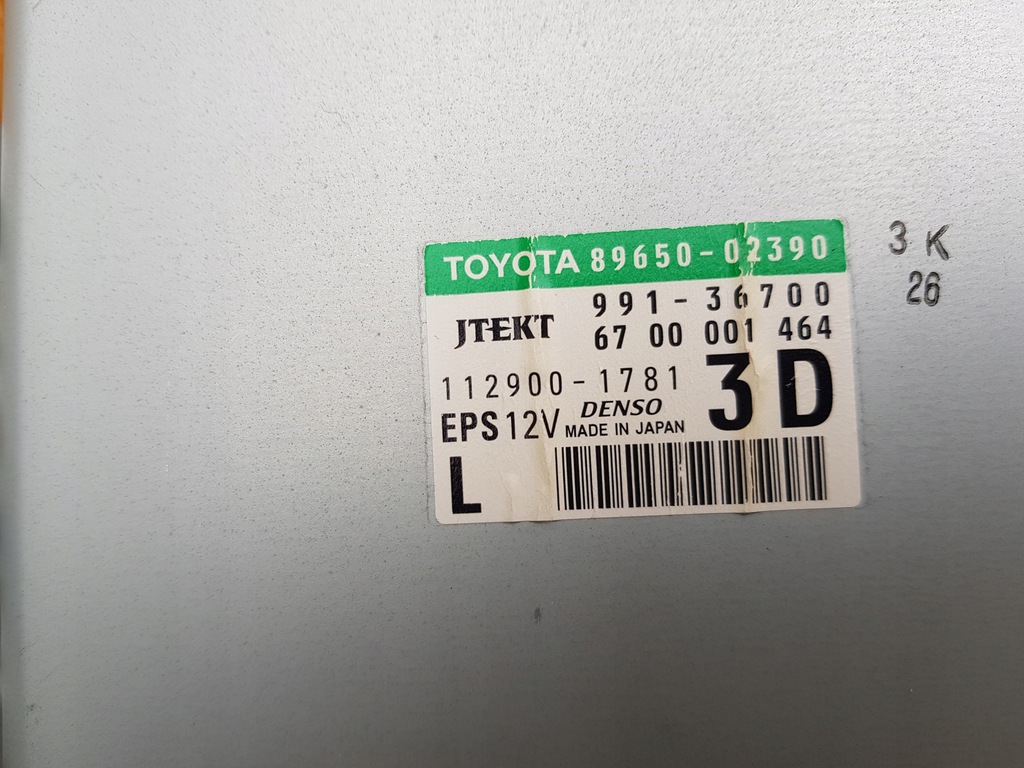 TOYOTA 89650-02390
991-36700
JTEKT 67 00 001 464
112900-1781 3D
EPS 12V DENSO MADE IN JAPAN
L
3 K
26